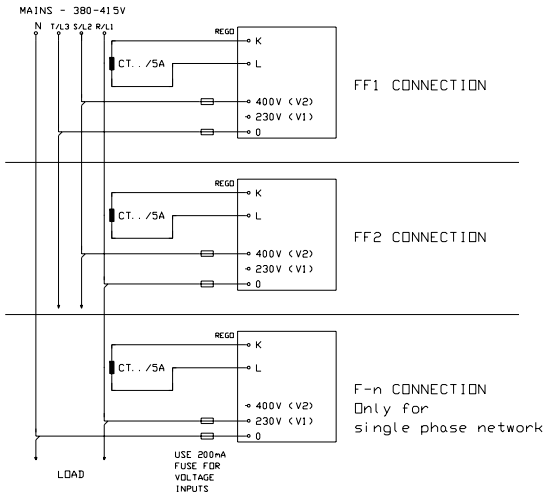 MAINS - 380-415V
N T/L3 S/L2 R/L1
REGO
K
CT. . /5A
L
FF1 CONNECTION
400V (V2)
230V (V1)
0
REGO
K
CT. . /5A
L
FF2 CONNECTION
400V (V2)
230V (V1)
0
REGO
K
CT. . /5A
L
F-n CONNECTION
Only for
single phase network
400V (V2)
230V (V1)
0
LOAD
USE 200mA
FUSE FOR
VOLTAGE
INPUTS